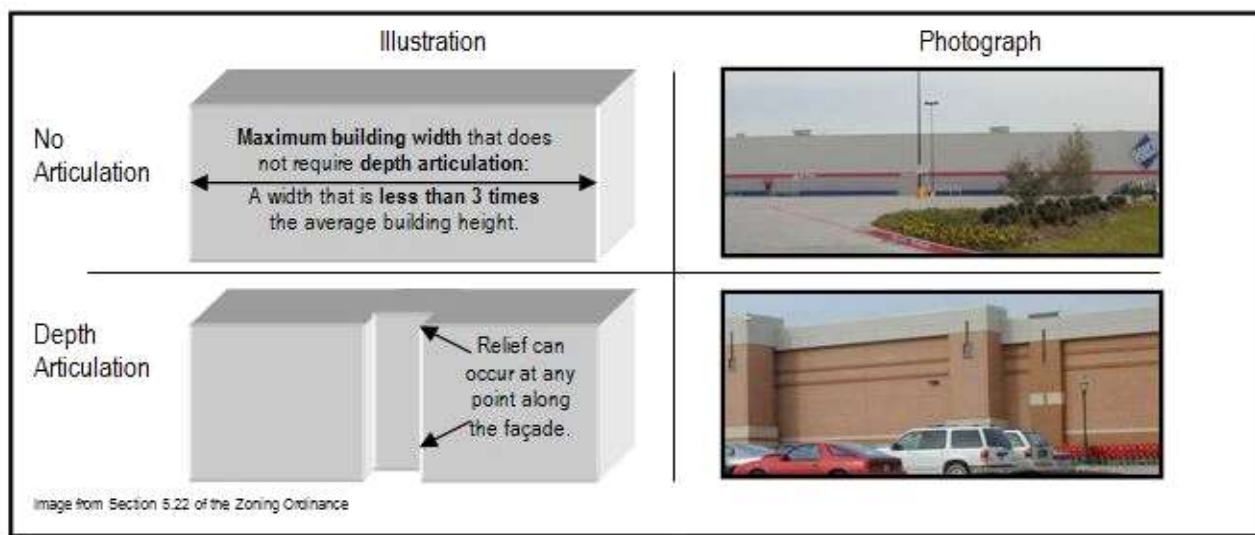 Illustration
Photograph
No
Articulation
Maximum building width that does
not require depth articulation:
A width that is less than 3 times
the average building height.
Depth
Articulation
Relief can
occur at any
point along
the façade.
Image from Section 5.22 of the Zoning Ordinance